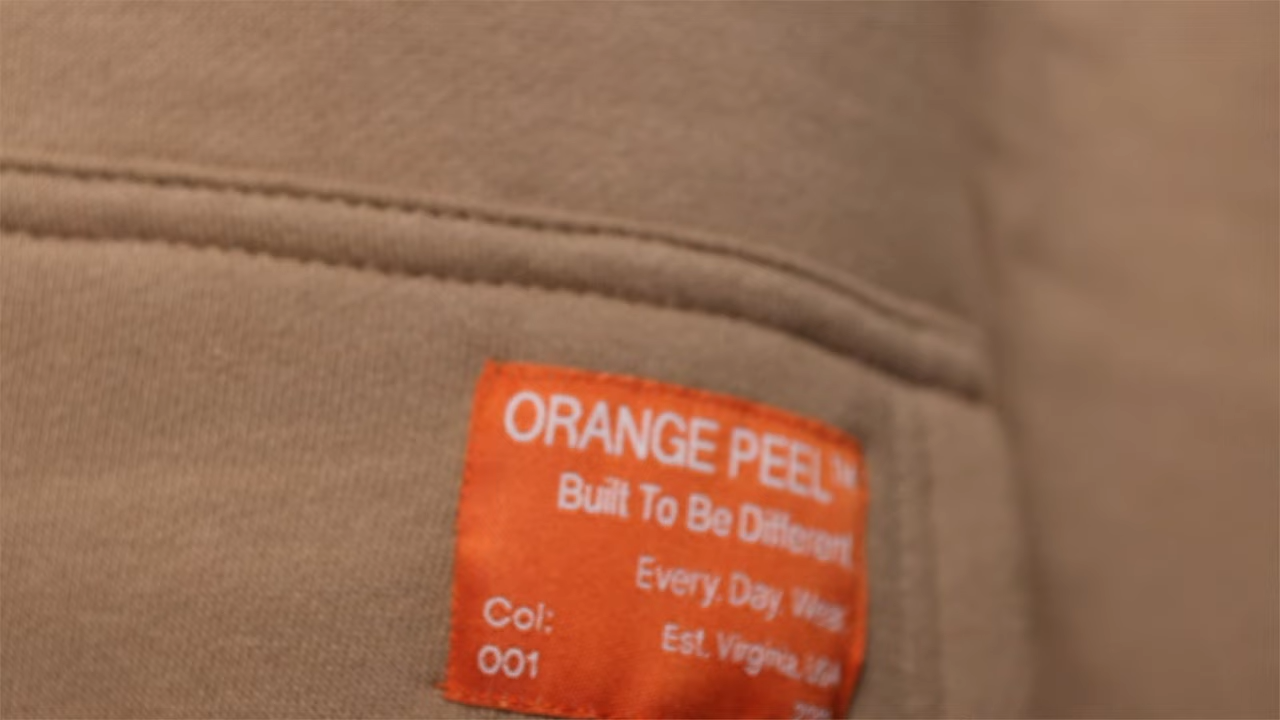 ORANGE PEEL™
Built To Be Different.
Every. Day. Wear.
Col:
Est. Virginia, USA
001